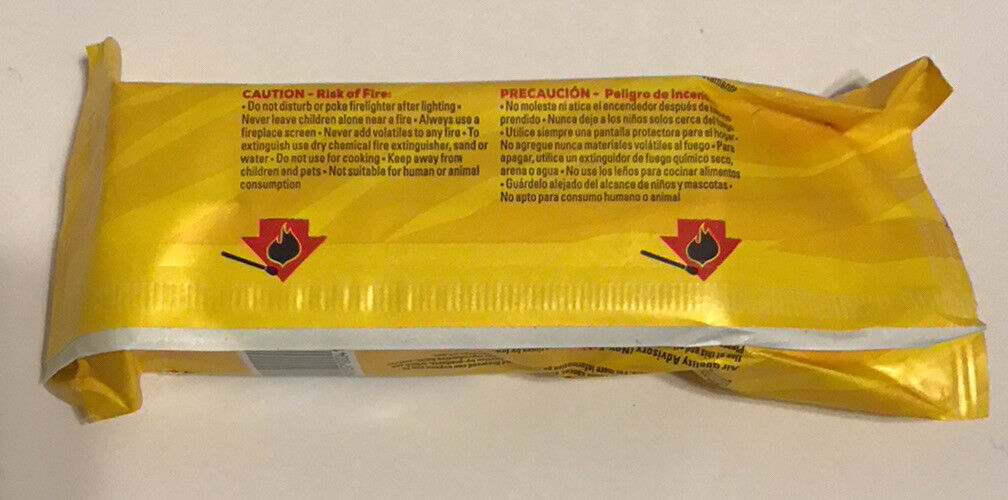 CAUTION - Risk of Fire:
• Do not disturb or poke firelighter after lighting •
Never leave children alone near a fire • Always use a
fireplace screen • Never add volatiles to any fire • To
extinguish use dry chemical fire extinguisher, sand or
water • Do not use for cooking • Keep away from
children and pets • Not suitable for human or animal
consumption
PRECAUCIÓN - Peligro de Incen
• No moleste ni atice el encendedor después de
prendido • Nunca deje a los niños solos cerca del
• Utilice siempre una pantalla protectora para el hogar •
No agregue nunca materiales volátiles al fuego • Para
apagar, utilice un extinguidor de fuego químico seco,
arena o agua • No use los leños para cocinar alimentos
• Guárdelo alejado del alcance de niños y mascotas •
No apto para consumo humano o animal
Air quality Advisory (Nov
Use of this and